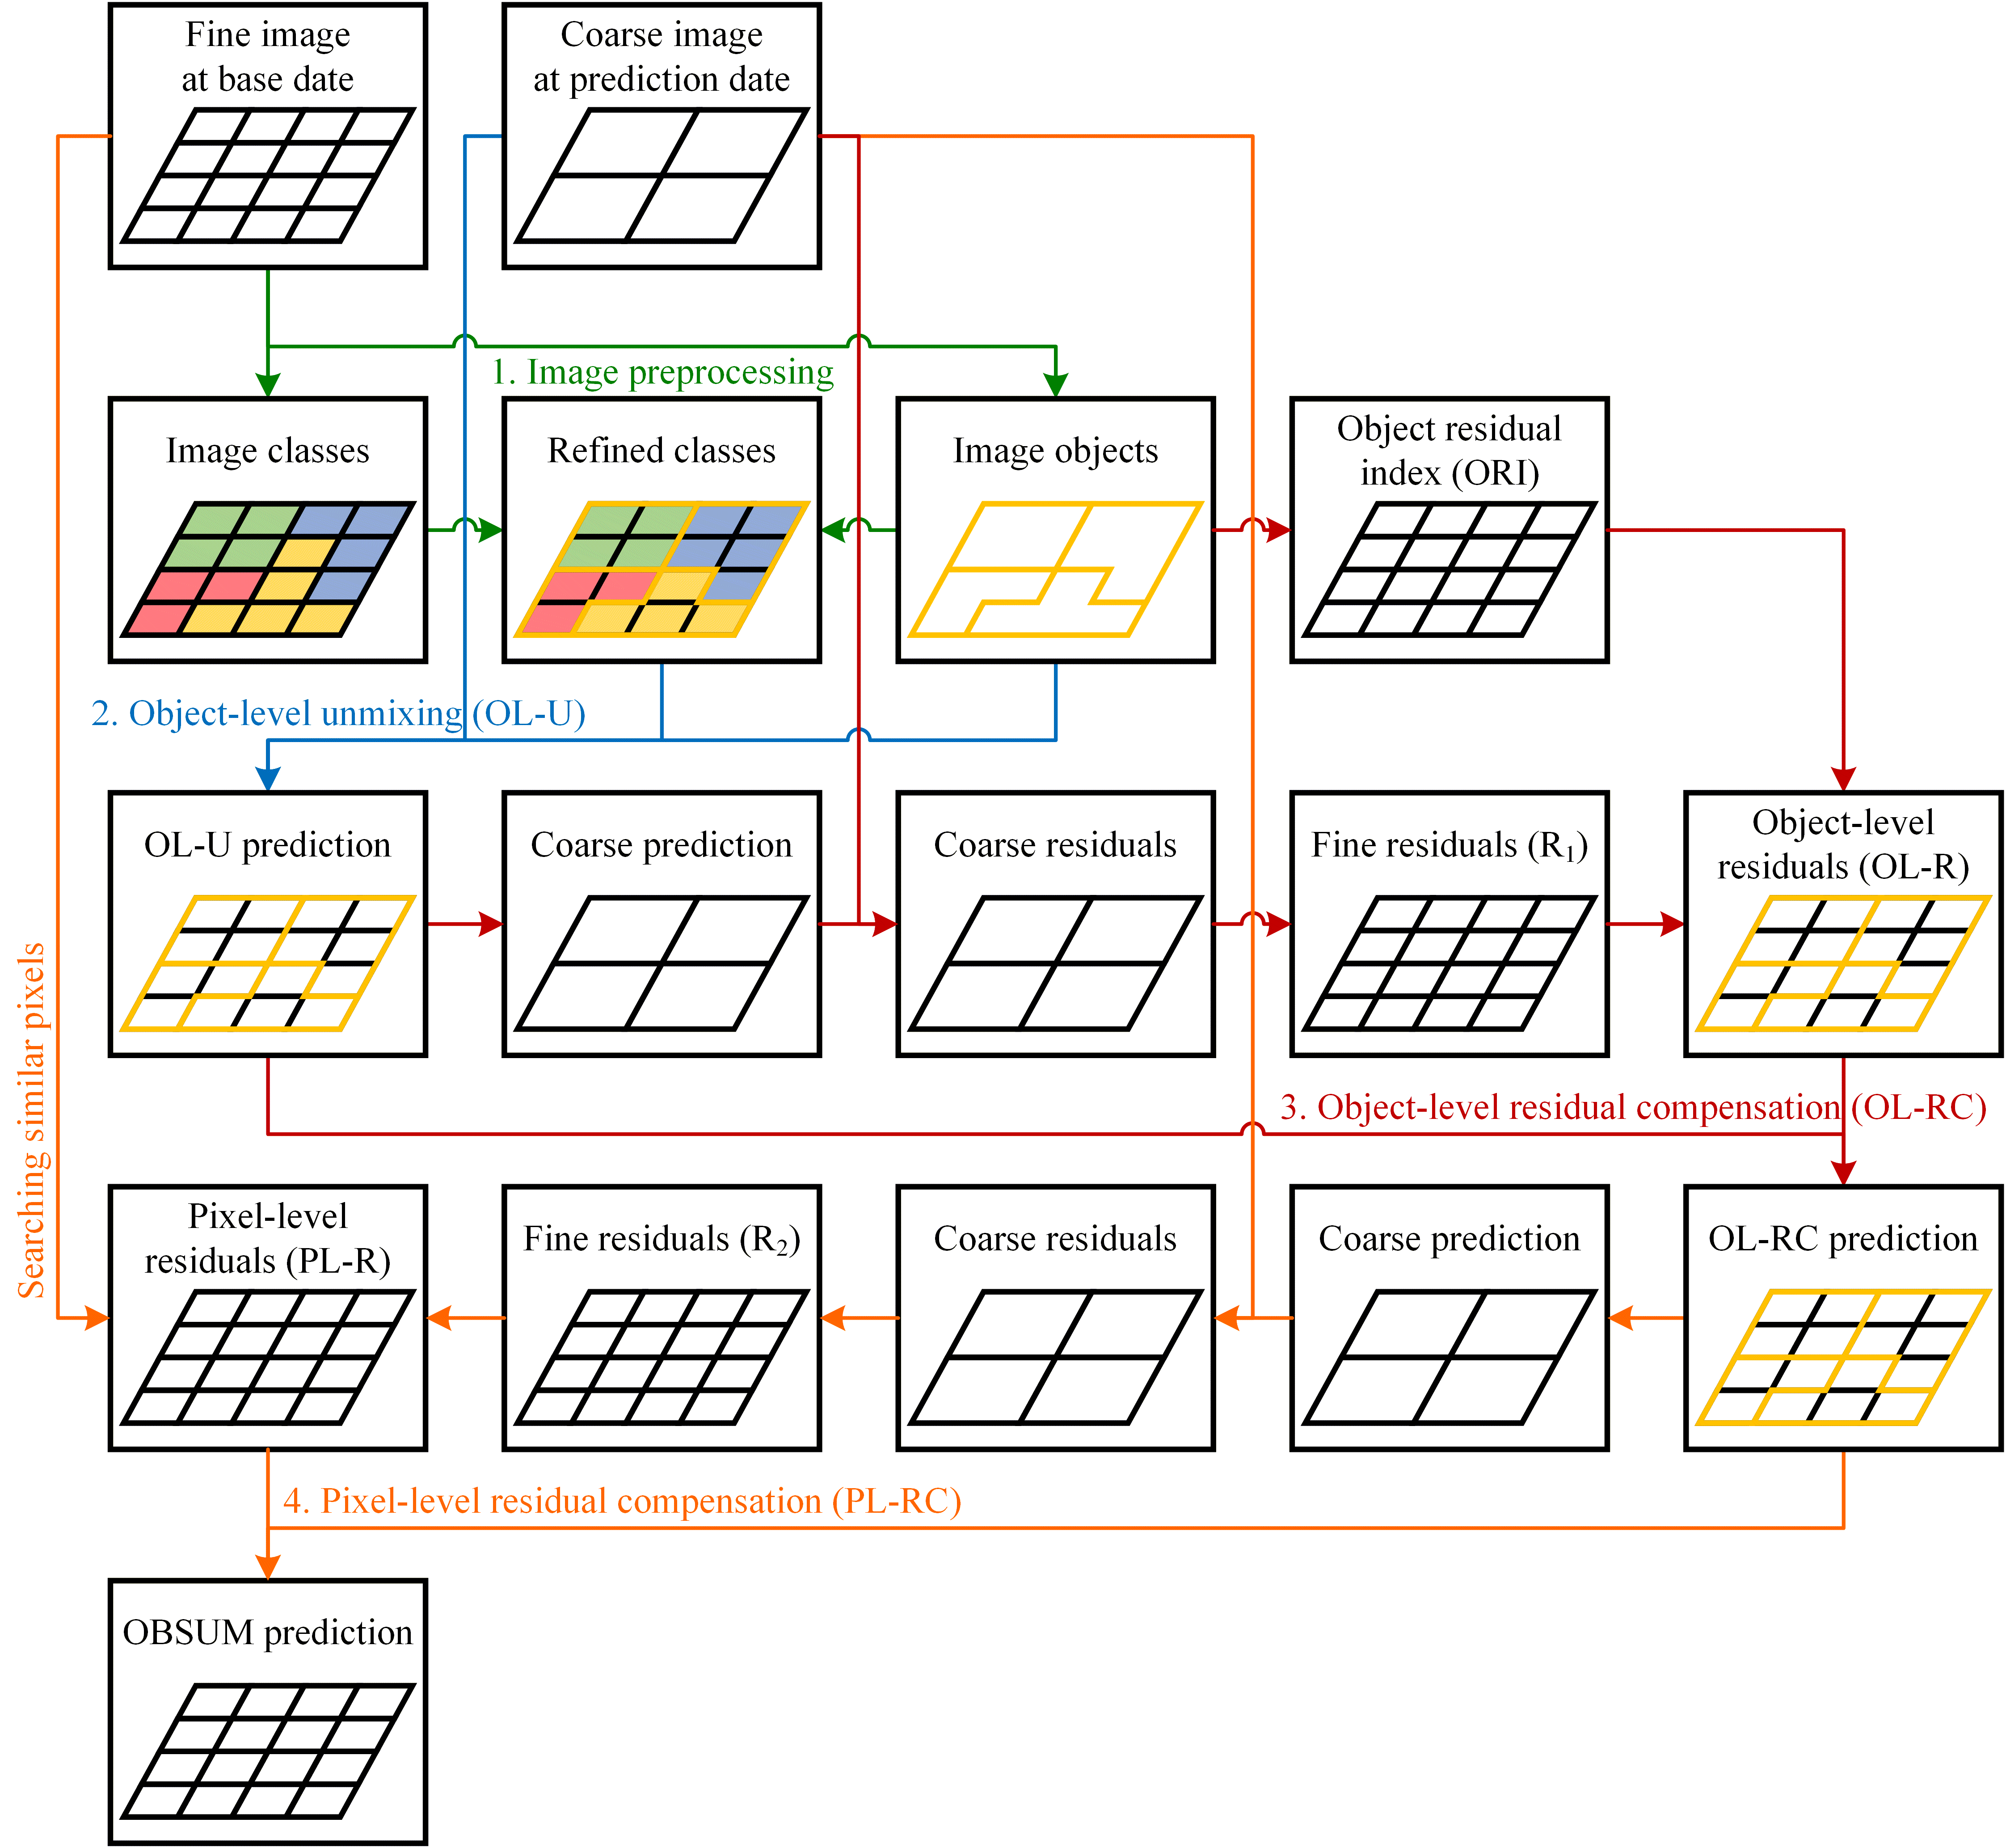 Fine image
at base date
Coarse image
at prediction date
1. Image preprocessing
Image classes
Refined classes
Image objects
Object residual
index (ORI)
2. Object-level unmixing (OL-U)
OL-U prediction
Coarse prediction
Coarse residuals
Fine residuals (R₁)
Object-level
residuals (OL-R)
Searching similar pixels
3. Object-level residual compensation (OL-RC)
Pixel-level
residuals (PL-R)
Fine residuals (R₂)
Coarse residuals
Coarse prediction
OL-RC prediction
4. Pixel-level residual compensation (PL-RC)
OBSUM prediction